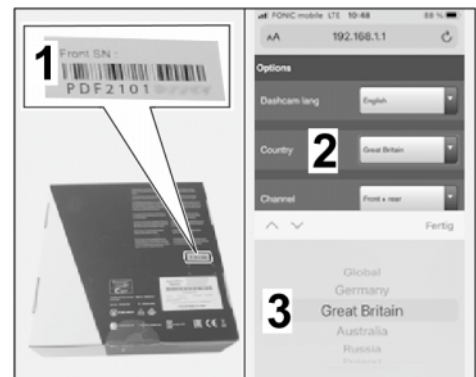 1
Front SN :
PDF2101
FONIC mobile LTE 10:48 88 %
AA 192.168.1.1
Options
Dashcam lang English
Country 2 Great Britain
Channel Front + rear
Fertig
Global
Germany
3 Great Britain
Australia
Russia